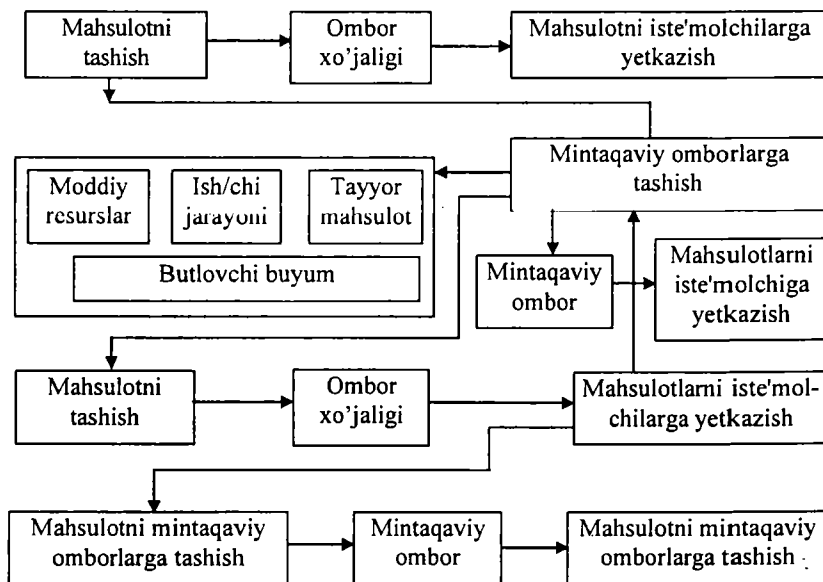 Mahsulotni
tashish
Ombor
xo'jaligi
Mahsulotni iste'molchilarga
yetkazish
Mintaqaviy omborlarga
tashish
Moddiy
resurslar
Ish/chi
jarayoni
Tayyor
mahsulot
Butlovchi buyum
Mintaqaviy
ombor
Mahsulotlarni
iste'molchiga
yetkazish
Mahsulotni
tashish
Ombor
xo'jaligi
Mahsulotlarni iste'mol-
chilarga yetkazish
Mahsulotni mintaqaviy
omborlarga tashish
Mintaqaviy
ombor
Mahsulotni mintaqaviy
omborlarga tashish